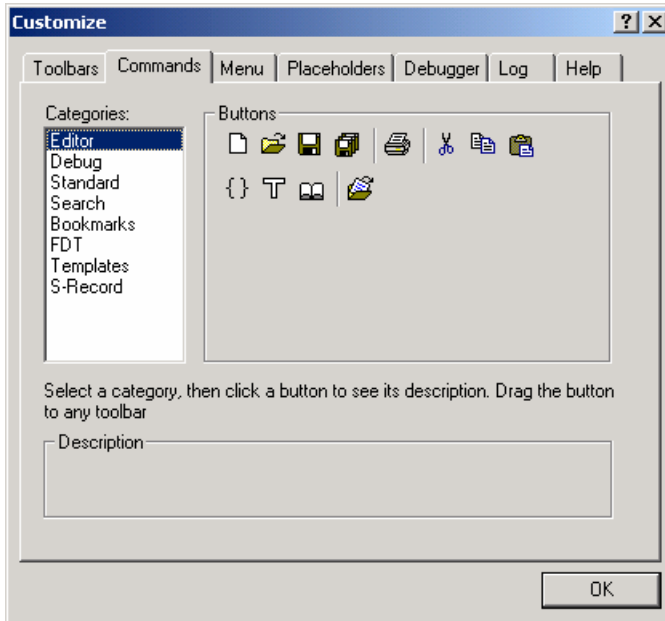 Customize
Toolbars Commands Menu Placeholders Debugger Log Help
Categories:
Buttons
Editor
Debug
Standard
Search
Bookmarks
FDT
Templates
S-Record
{} T
Select a category, then click a button to see its description. Drag the button
to any toolbar
Description
OK